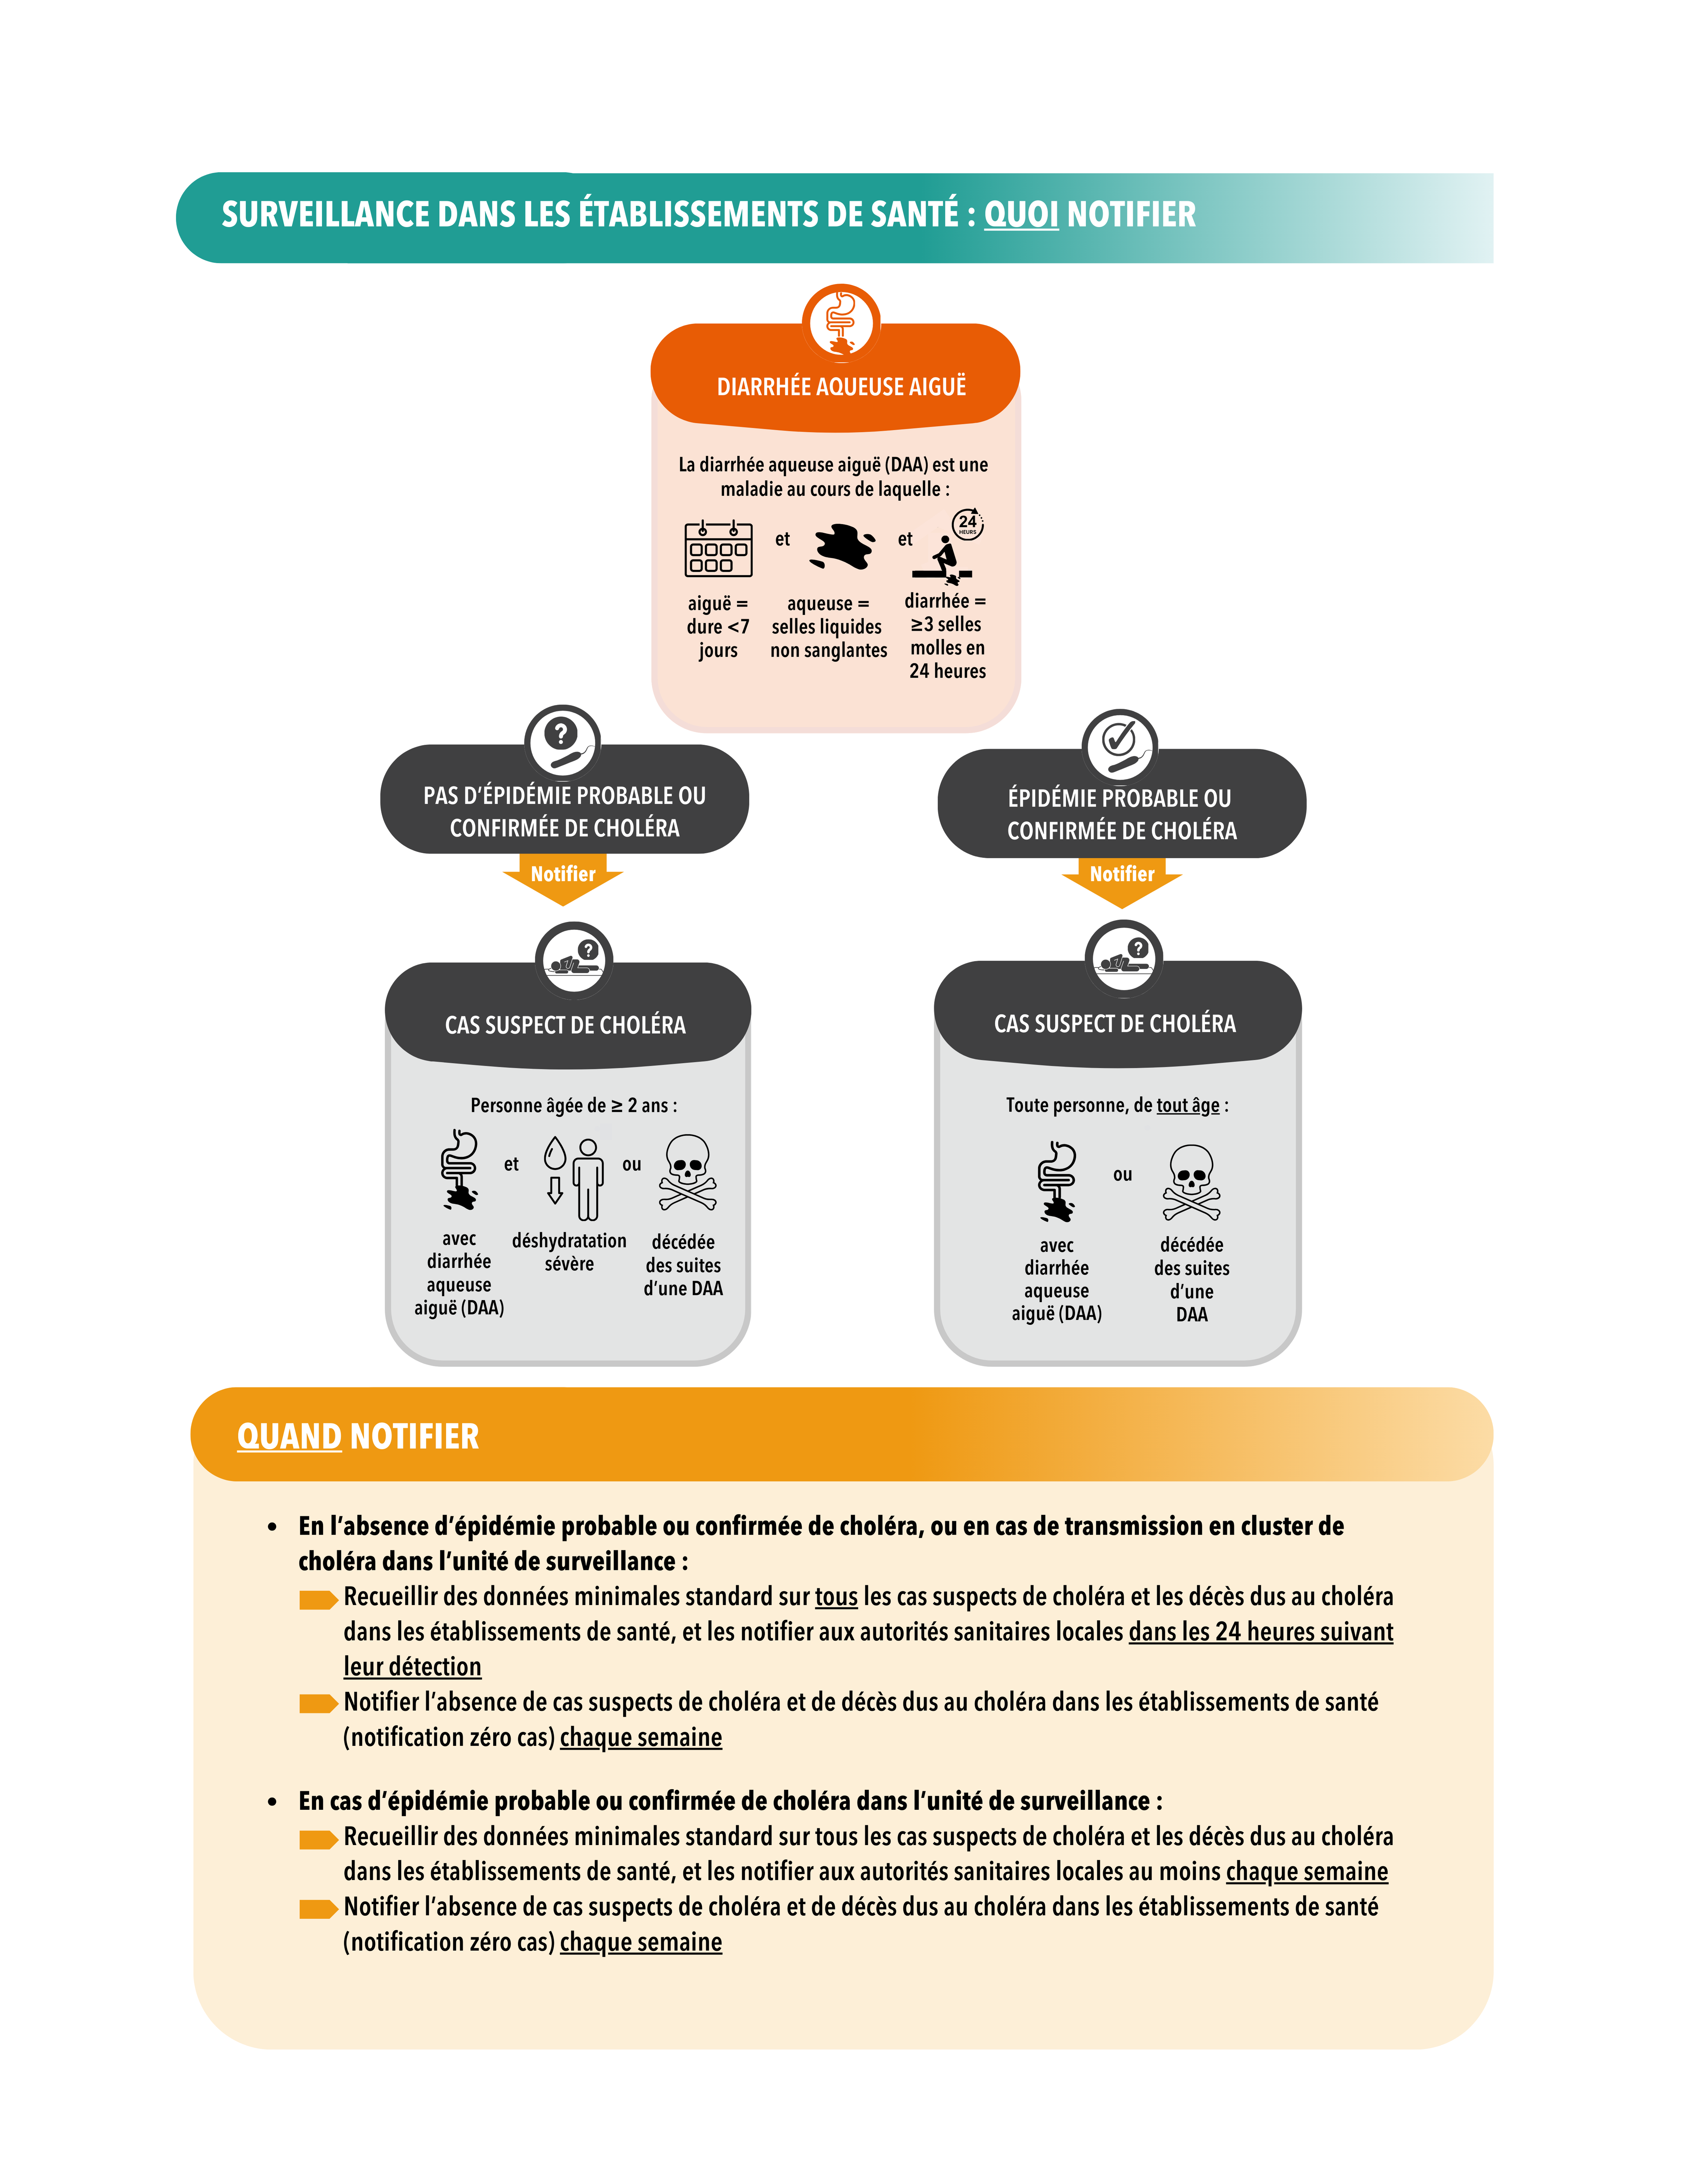 SURVEILLANCE DANS LES ÉTABLISSEMENTS DE SANTÉ : QUOI NOTIFIER
DIARRHÉE AQUEUSE AIGUË
La diarrhée aqueuse aiguë (DAA) est une
maladie au cours de laquelle :
24
HEURS
et
et
aiguë =
dure <7
jours
aqueuse =
selles liquides
non sanglantes
diarrhée =
≥3 selles
molles en
24 heures
?
PAS D’ÉPIDÉMIE PROBABLE OU
CONFIRMÉE DE CHOLÉRA
Notifier
?
CAS SUSPECT DE CHOLÉRA
Personne âgée de ≥ 2 ans :
et
ou
avec
diarrhée
aqueuse
aiguë (DAA)
déshydratation
sévère
décédée
des suites
d’une DAA
ÉPIDÉMIE PROBABLE OU
CONFIRMÉE DE CHOLÉRA
Notifier
?
CAS SUSPECT DE CHOLÉRA
Toute personne, de tout âge :
ou
avec
diarrhée
aqueuse
aiguë (DAA)
décédée
des suites
d’une
DAA
QUAND NOTIFIER
• En l’absence d’épidémie probable ou confirmée de choléra, ou en cas de transmission en cluster de
choléra dans l’unité de surveillance :
Recueillir des données minimales standard sur tous les cas suspects de choléra et les décès dus au choléra
dans les établissements de santé, et les notifier aux autorités sanitaires locales dans les 24 heures suivant
leur détection
Notifier l’absence de cas suspects de choléra et de décès dus au choléra dans les établissements de santé
(notification zéro cas) chaque semaine
• En cas d’épidémie probable ou confirmée de choléra dans l’unité de surveillance :
Recueillir des données minimales standard sur tous les cas suspects de choléra et les décès dus au choléra
dans les établissements de santé, et les notifier aux autorités sanitaires locales au moins chaque semaine
Notifier l’absence de cas suspects de choléra et de décès dus au choléra dans les établissements de santé
(notification zéro cas) chaque semaine